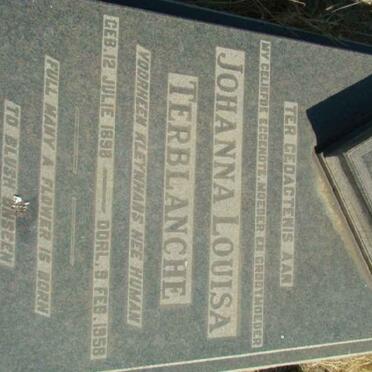 TER GEDAGTENIS AAN
MY GELIEFDE EGGENOTE MOEDER EN GROOTMOEDER
JOHANNA LOUISA
TERBLANCHE
VOORHEEN KLEYNHANS NEE HUMAN
GEB. 12 JULIE 1898 — OORL. 9 FEB. 1958
FULL MANY A FLOWER IS BORN
TO BLUSH UNSEEN